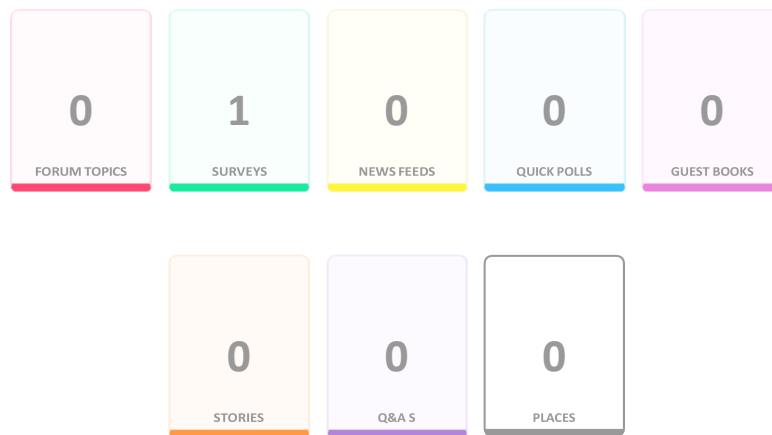 0 1 0 0 0
FORUM TOPICS SURVEYS NEWS FEEDS QUICK POLLS GUEST BOOKS
0 0 0
STORIES Q&A S PLACES